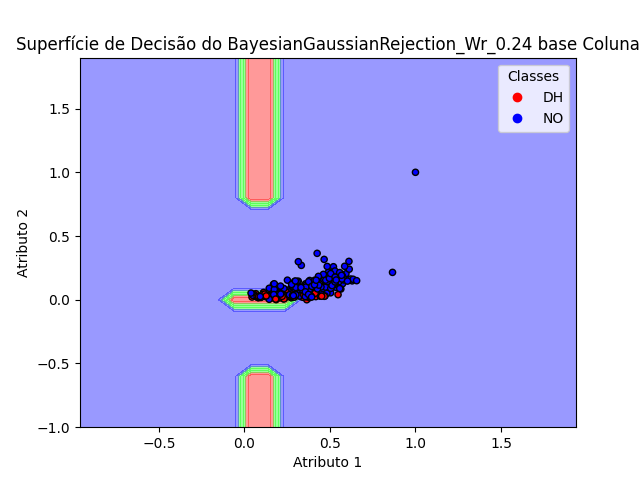 Superfície de Decisão do BayesianGaussianRejection_Wr_0.24 base Coluna
Classes
DH
NO
Atributo 2
1.5
1.0
0.5
0.0
−0.5
−1.0
−0.5
0.0
0.5
1.0
1.5
Atributo 1